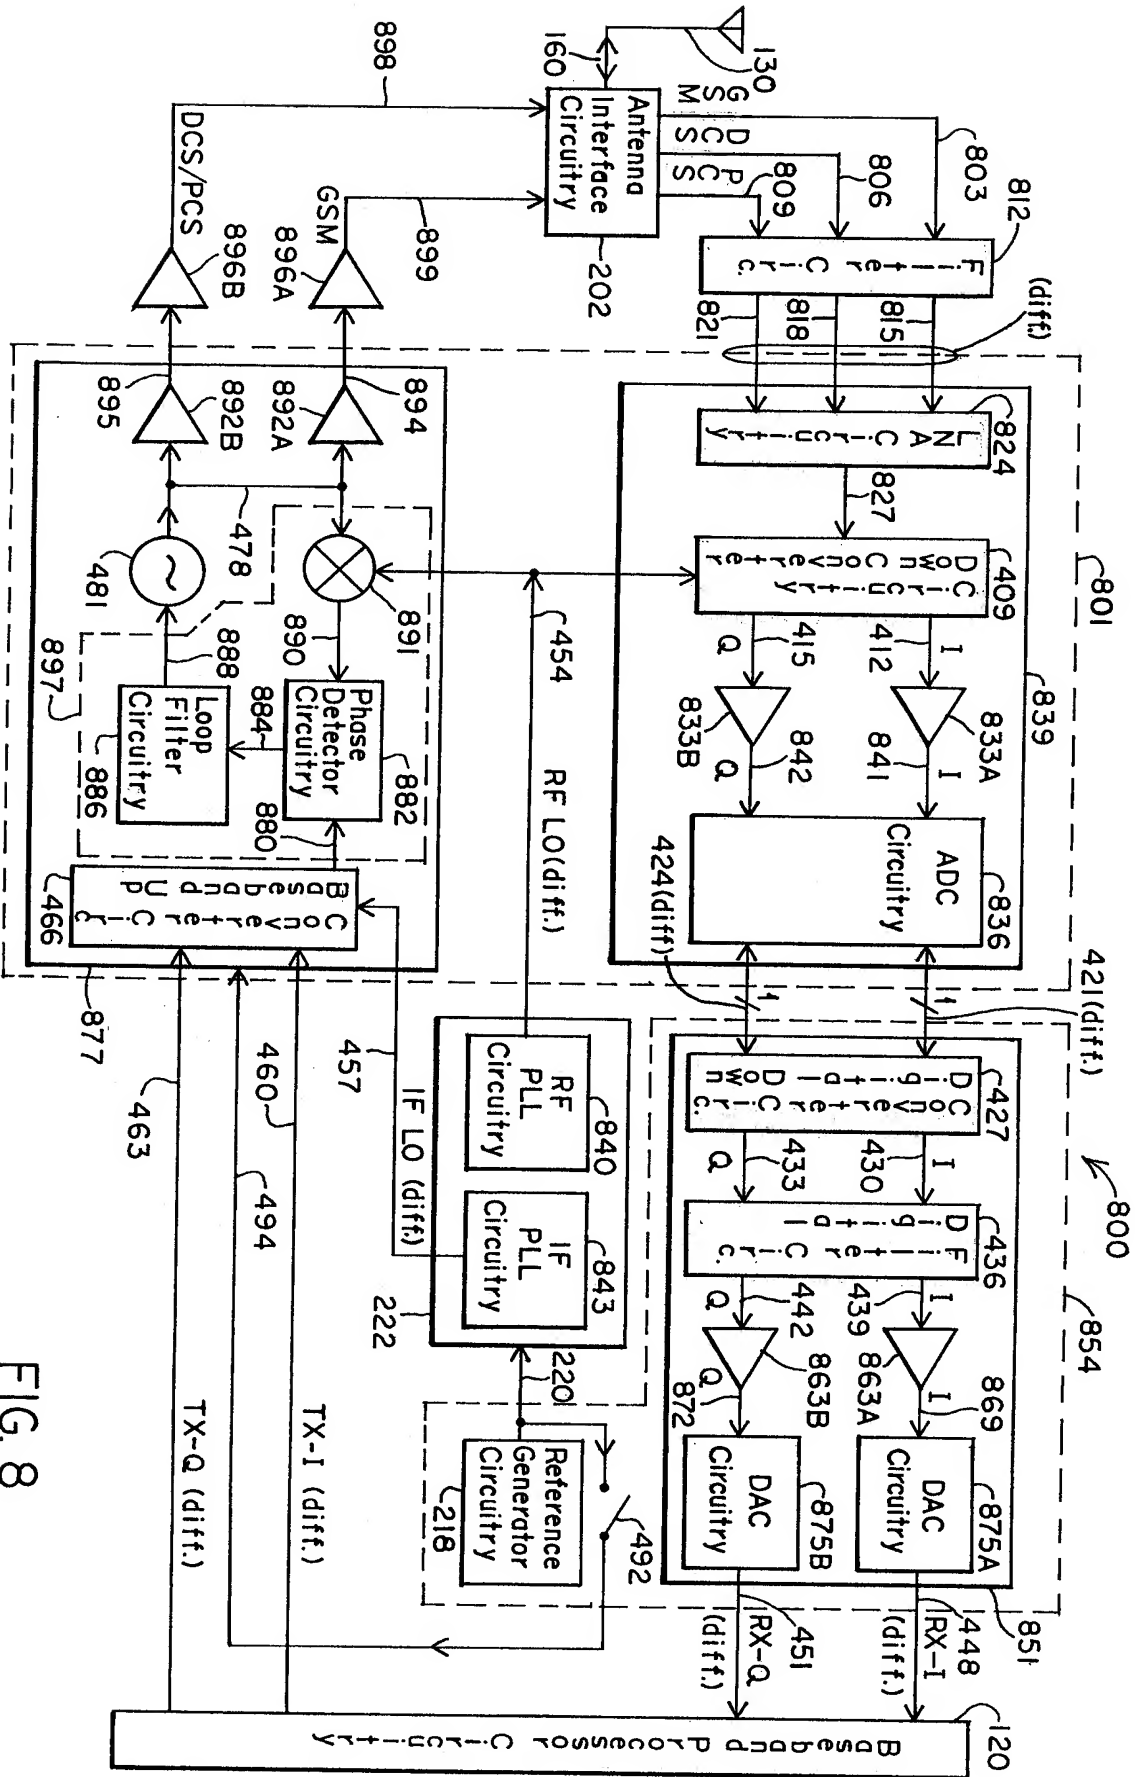 800
801
854
803
GSM
806
DCS
809
PCS
812
Filter Circ.
815
818
821
(diff.)
824
LNA Circuitry
827
839
409
Down Converter
Circuitry
412
I
415
Q
833A
833B
841
I
842
Q
836
ADC
Circuitry
421(diff.)
1
424(diff)
1
427
Digital Down
Converter Circ.
430
I
433
Q
436
Digital
Filter Circ.
439
I
442
Q
863A
863B
869
I
872
Q
875A
DAC
Circuitry
875B
DAC
Circuitry
851
448
RX-I
(diff.)
451
RX-Q
(diff.)
120
Baseband Processor Circuitry
130
160
Antenna
Interface
Circuitry
202
898
899
GSM
896A
DCS/PCS
896B
894
895
892A
892B
478
481
891
890
454
RF LO(diff.)
Phase
Detector
Circuitry
882
884
880
888
Loop
Filter
Circuitry
886
897
Baseband Up
Converter Circ
466
877
RF
PLL
Circuitry
840
IF
PLL
Circuitry
843
222
457
IF LO (diff.)
220
Reference
Generator
Circuitry
218
492
494
460
TX-I (diff.)
463
TX-Q (diff.)
FIG. 8